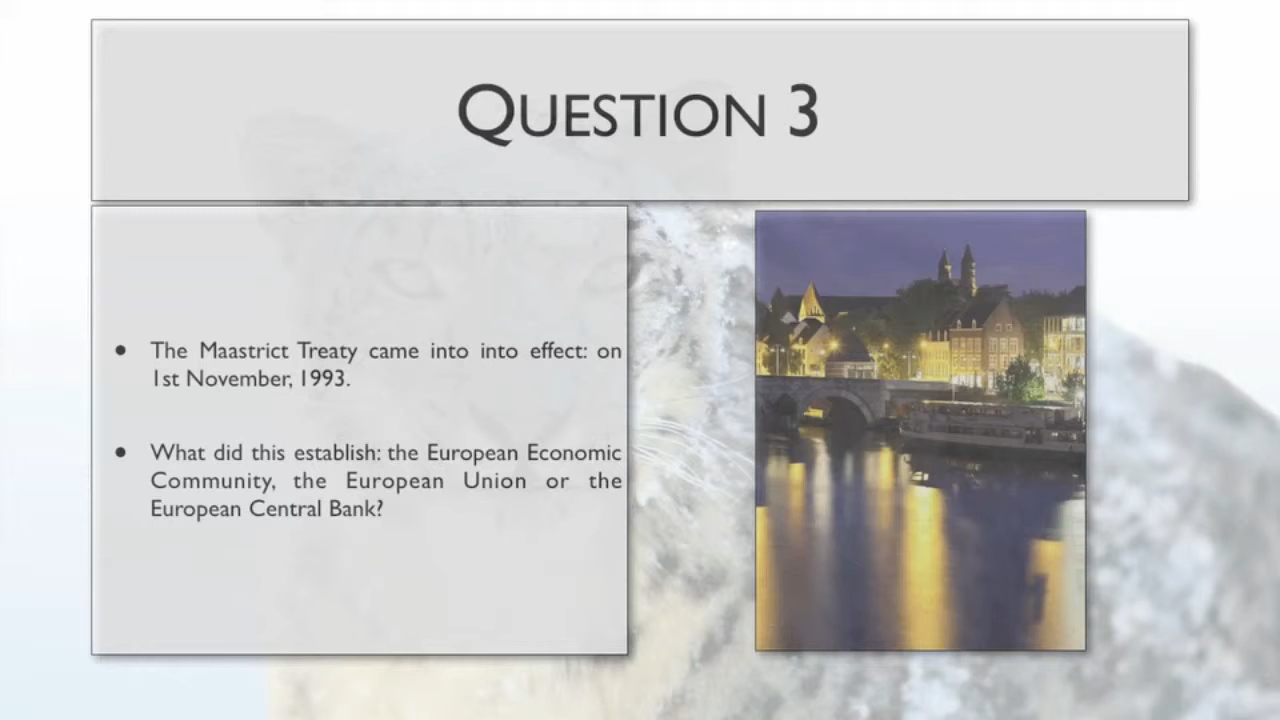 QUESTION 3
• The Maastrict Treaty came into into effect: on
1st November, 1993.
• What did this establish: the European Economic
Community, the European Union or the
European Central Bank?